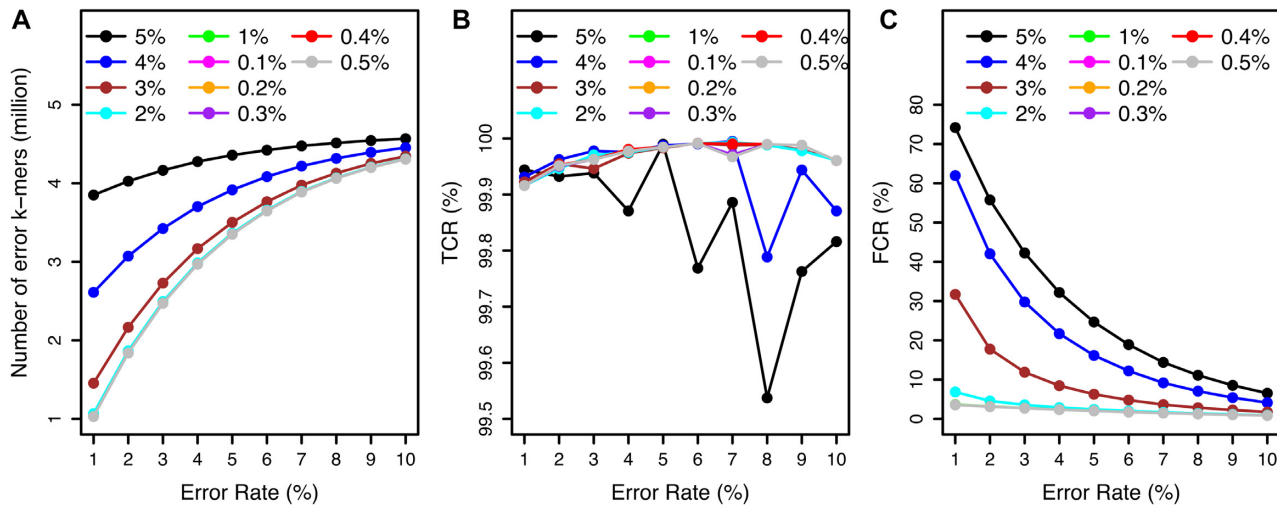 A
5% 1% 0.4%
4% 0.1% 0.5%
3% 0.2%
2% 0.3%
Number of error k−mers (million)
5
4
3
2
1
1 2 3 4 5 6 7 8 9 10
Error Rate (%)
B
5% 1% 0.4%
4% 0.1% 0.5%
3% 0.2%
2% 0.3%
TCR (%)
100
99.9
99.8
99.7
99.6
99.5
1 2 3 4 5 6 7 8 9 10
Error Rate (%)
C
5% 1% 0.4%
4% 0.1% 0.5%
3% 0.2%
2% 0.3%
FCR (%)
80
70
60
50
40
30
20
10
0
1 2 3 4 5 6 7 8 9 10
Error Rate (%)